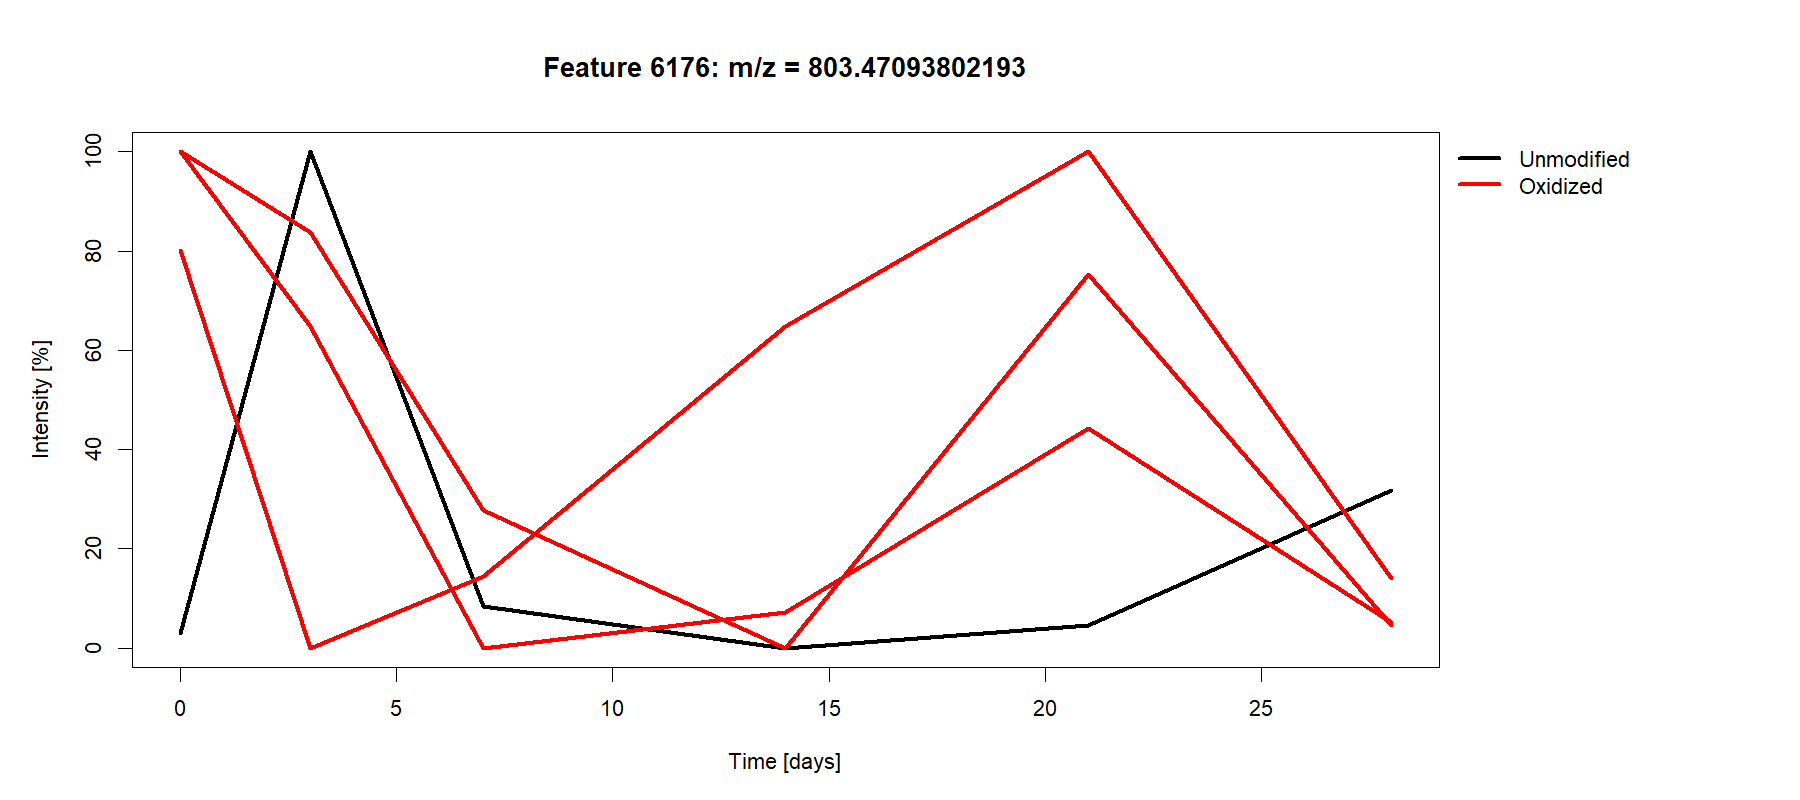 Feature 6176: m/z = 803.47093802193
Unmodified
Oxidized
Intensity [%]
100
80
60
40
20
0
0 5 10 15 20 25
Time [days]